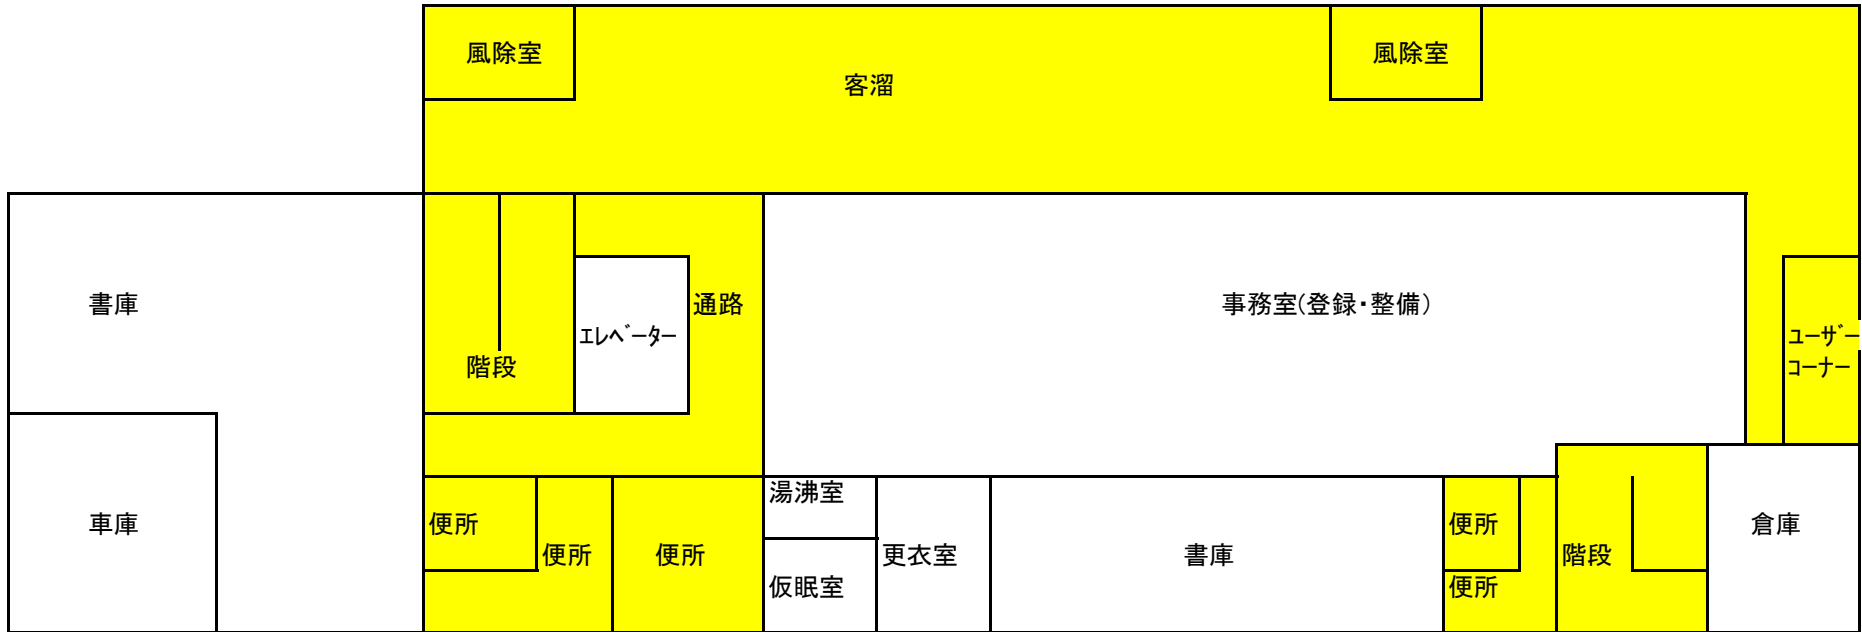 風除室
風除室
客溜
書庫
通路
事務室(登録・整備)
エレベーター
ユーザー
コーナー
階段
湯沸室
車庫
便所
便所
倉庫
便所
便所
更衣室
書庫
階段
仮眠室
便所